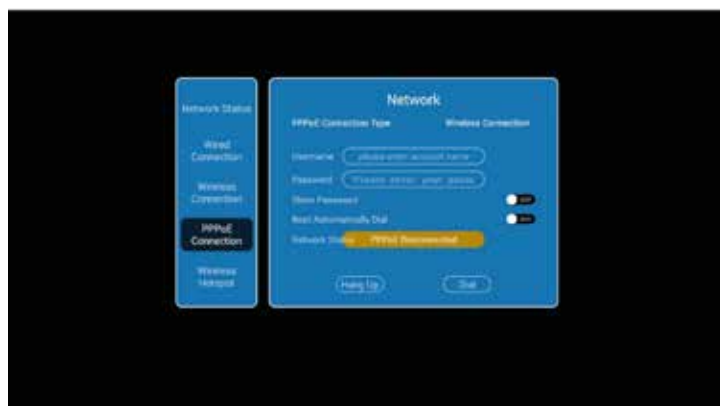 Network Status
Wired
Connection
Wireless
Connection
PPPoE
Connection
Wireless
Hotspot
Network
PPPoE Connection Type
Wireless Connection
Username
please enter account name
Password
Please enter your
Show Password
Boot Automatically Dial
Network Status
PPPoE Disconnected
Hang Up
Dial